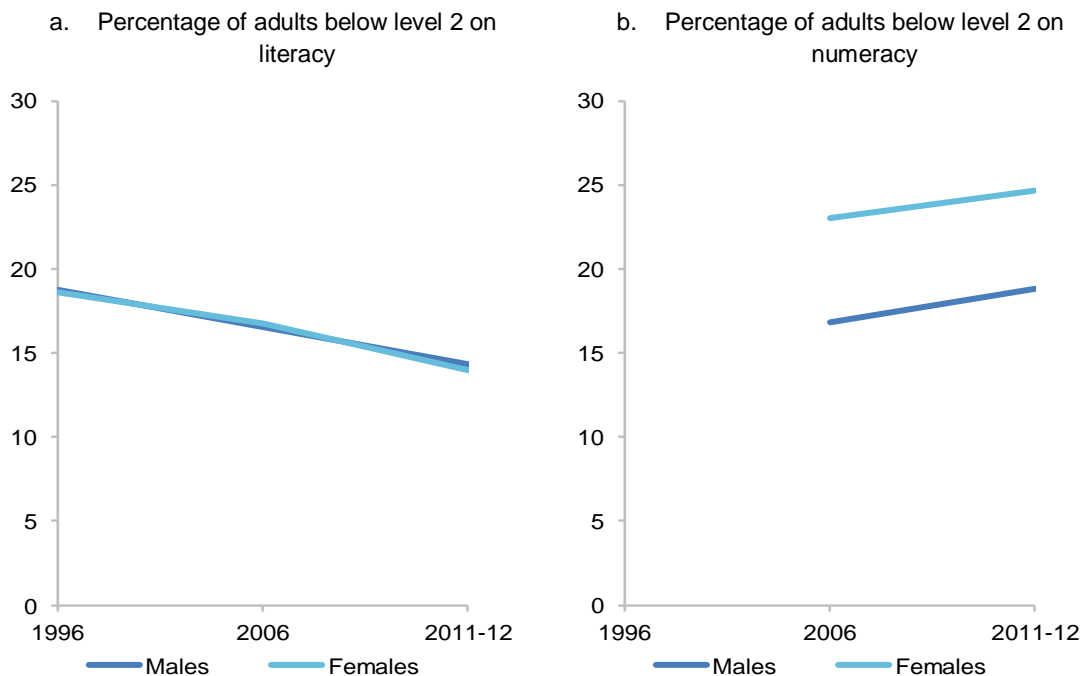 a. Percentage of adults below level 2 on
literacy
30
25
20
15
10
5
0
1996 2006 2011-12
Males Females
b. Percentage of adults below level 2 on
numeracy
30
25
20
15
10
5
0
1996 2006 2011-12
Males Females